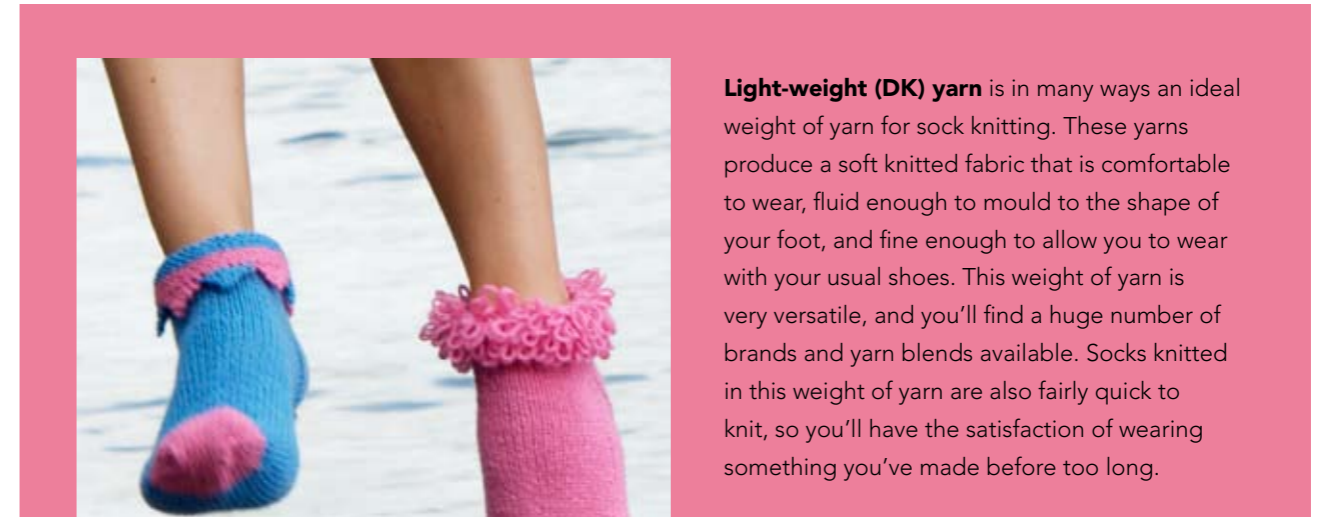 Light-weight (DK) yarn is in many ways an ideal
weight of yarn for sock knitting. These yarns
produce a soft knitted fabric that is comfortable
to wear, fluid enough to mould to the shape of
your foot, and fine enough to allow you to wear
with your usual shoes. This weight of yarn is
very versatile, and you’ll find a huge number of
brands and yarn blends available. Socks knitted
in this weight of yarn are also fairly quick to
knit, so you’ll have the satisfaction of wearing
something you’ve made before too long.